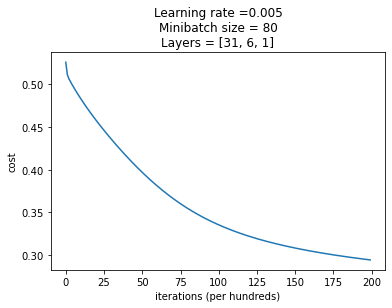 Learning rate =0.005
Minibatch size = 80
Layers = [31, 6, 1]
cost
0.50
0.45
0.40
0.35
0.30
0 25 50 75 100 125 150 175 200
iterations (per hundreds)